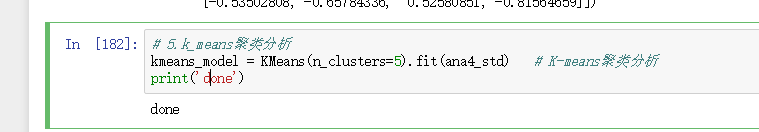 [-0.53502808, -0.65784336, 0.52580851, -0.81564659]])
In [182]: # 5.k_means聚类分析
kmeans_model = KMeans(n_clusters=5).fit(ana4_std) # K-means聚类分析
print('done')
done